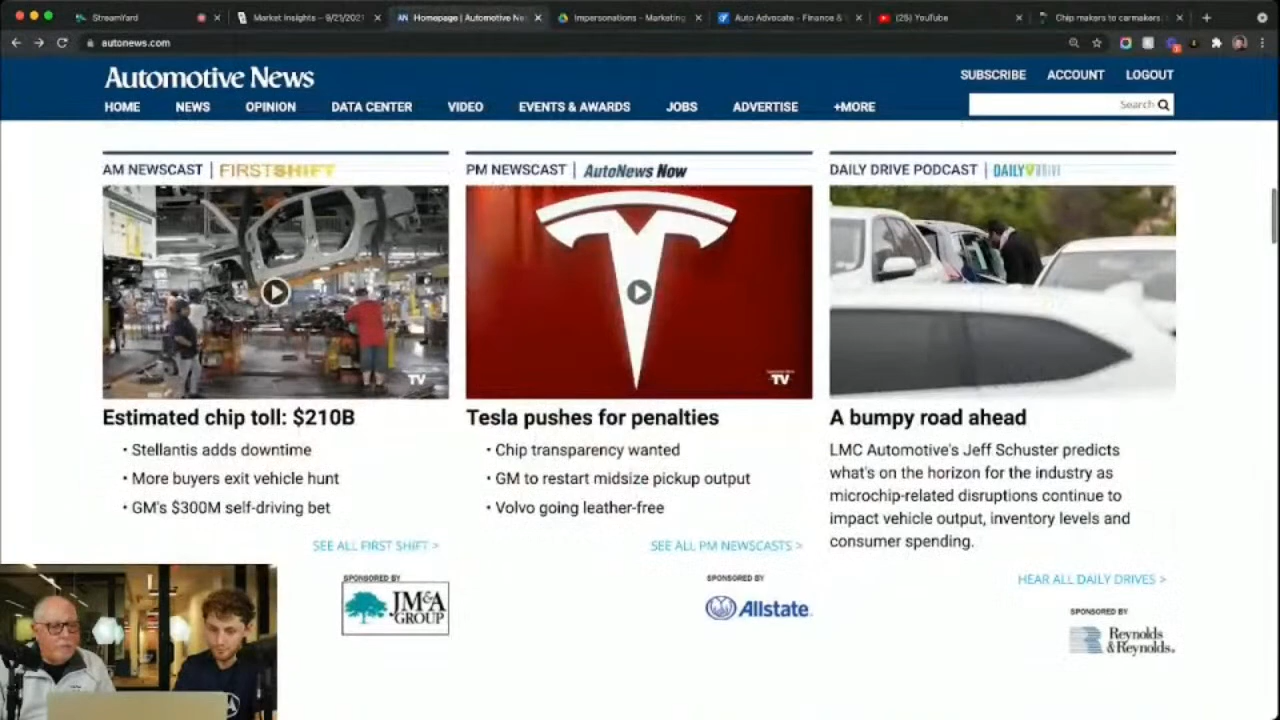 StreamYard
Market Insights - 9/21/2021
AN Homepage | Automotive Ne
Impersonations - Marketing
Auto Advocate - Finance &
(25) YouTube
Chip makers to carmakers:
autonews.com
Automotive News
SUBSCRIBE ACCOUNT LOGOUT
HOME NEWS OPINION DATA CENTER VIDEO EVENTS & AWARDS JOBS ADVERTISE +MORE
Search
AM NEWSCAST | FIRSTSHIFT
TV
Estimated chip toll: $210B
• Stellantis adds downtime
• More buyers exit vehicle hunt
• GM's $300M self-driving bet
SEE ALL FIRST SHIFT >
SPONSORED BY
JM&A
GROUP
PM NEWSCAST | AutoNews Now
TV
Tesla pushes for penalties
• Chip transparency wanted
• GM to restart midsize pickup output
• Volvo going leather-free
SEE ALL PM NEWSCASTS >
SPONSORED BY
Allstate.
DAILY DRIVE PODCAST | DAILY DRIVE
A bumpy road ahead
LMC Automotive's Jeff Schuster predicts
what's on the horizon for the industry as
microchip-related disruptions continue to
impact vehicle output, inventory levels and
consumer spending.
HEAR ALL DAILY DRIVES >
SPONSORED BY
Reynolds
&Reynolds.